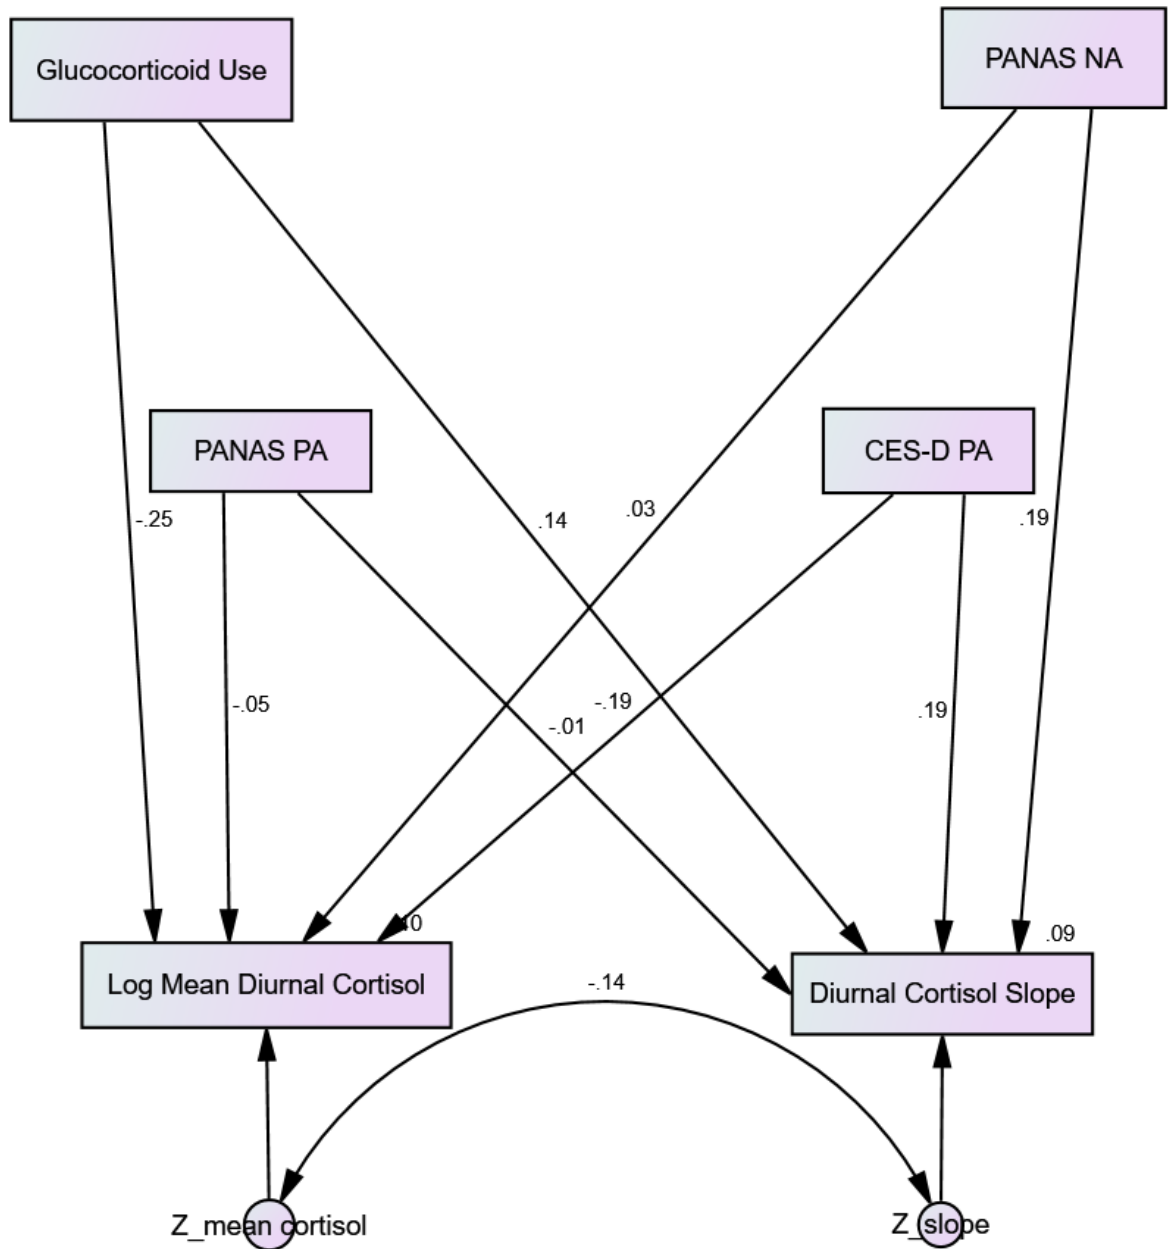 Glucocorticoid Use
PANAS NA
PANAS PA
CES-D PA
-.25
.14
.03
.19
-.05
-.01
-.19
.19
.09
Log Mean Diurnal Cortisol
Diurnal Cortisol Slope
-.14
Z_mean cortisol
Z_slope